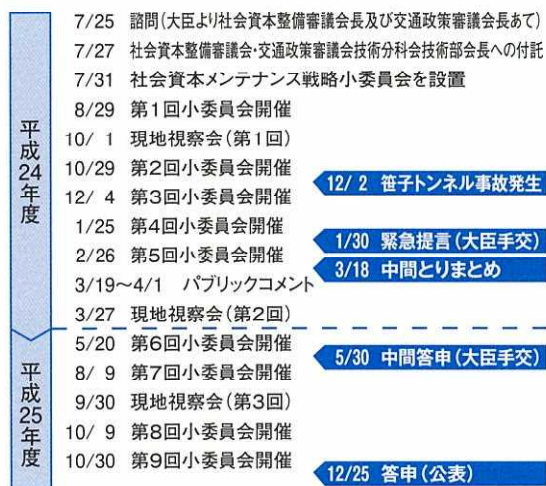 平成24年度
7/25 諮問(大臣より社会資本整備審議会長及び交通政策審議会長あて)
7/27 社会資本整備審議会・交通政策審議会技術分科会技術部会長への付託
7/31 社会資本メンテナンス戦略小委員会を設置
8/29 第1回小委員会開催
10/ 1 現地視察会(第1回)
10/29 第2回小委員会開催
12/ 2 笹子トンネル事故発生
12/ 4 第3回小委員会開催
1/25 第4回小委員会開催
1/30 緊急提言(大臣手交)
2/26 第5回小委員会開催
3/18 中間とりまとめ
3/19〜4/1 パブリックコメント
3/27 現地視察会(第2回)
平成25年度
5/20 第6回小委員会開催
5/30 中間答申(大臣手交)
8/ 9 第7回小委員会開催
9/30 現地視察会(第3回)
10/ 9 第8回小委員会開催
10/30 第9回小委員会開催
12/25 答申(公表)